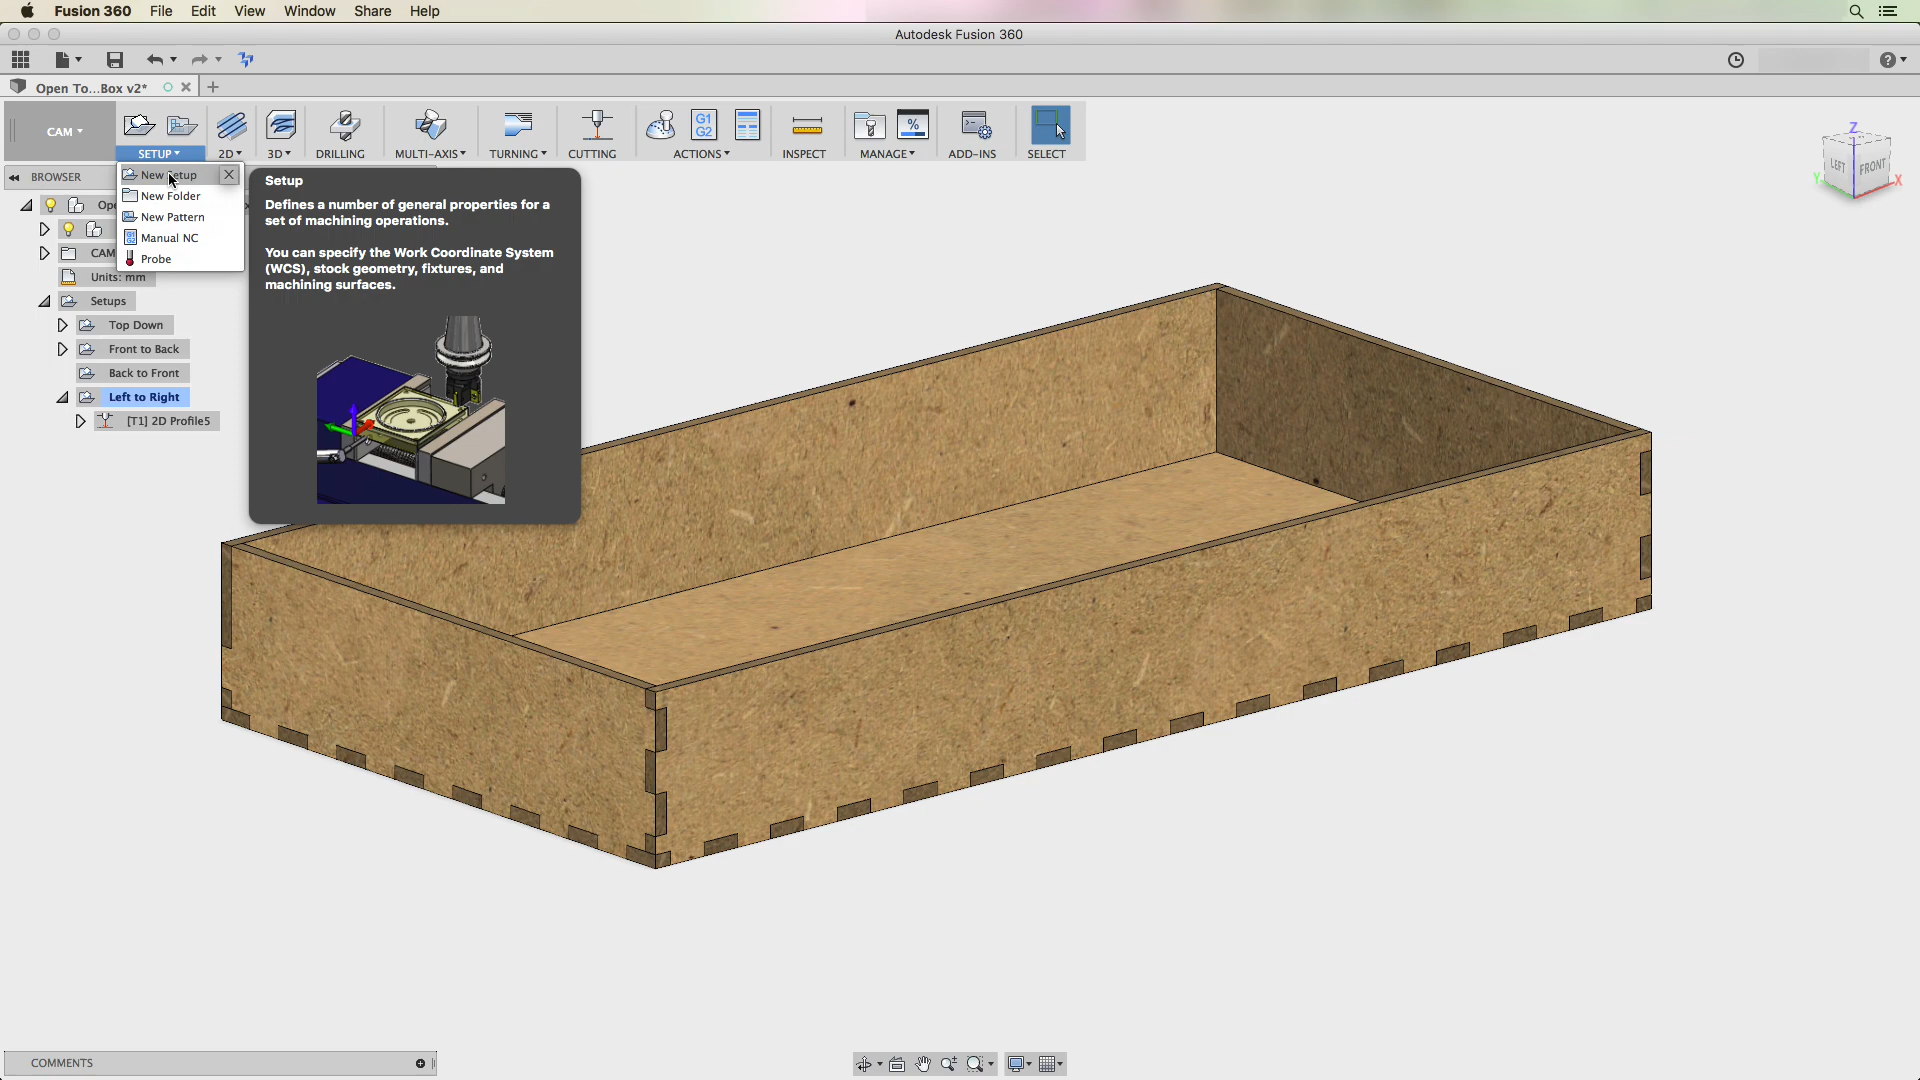 Fusion 360 File Edit View Window Share Help
Autodesk Fusion 360
Open To...Box v2*
CAM
SETUP 2D 3D DRILLING MULTI-AXIS TURNING CUTTING ACTIONS INSPECT MANAGE ADD-INS SELECT
G1
G2
%
BROWSER
New Setup
New Folder
New Pattern
Manual NC
Probe
Setup
Defines a number of general properties for a
set of machining operations.
You can specify the Work Coordinate System
(WCS), stock geometry, fixtures, and
machining surfaces.
Ope
CAM
Units: mm
Setups
Top Down
Front to Back
Back to Front
Left to Right
[T1] 2D Profile5
Z
LEFT FRONT
Y X
COMMENTS